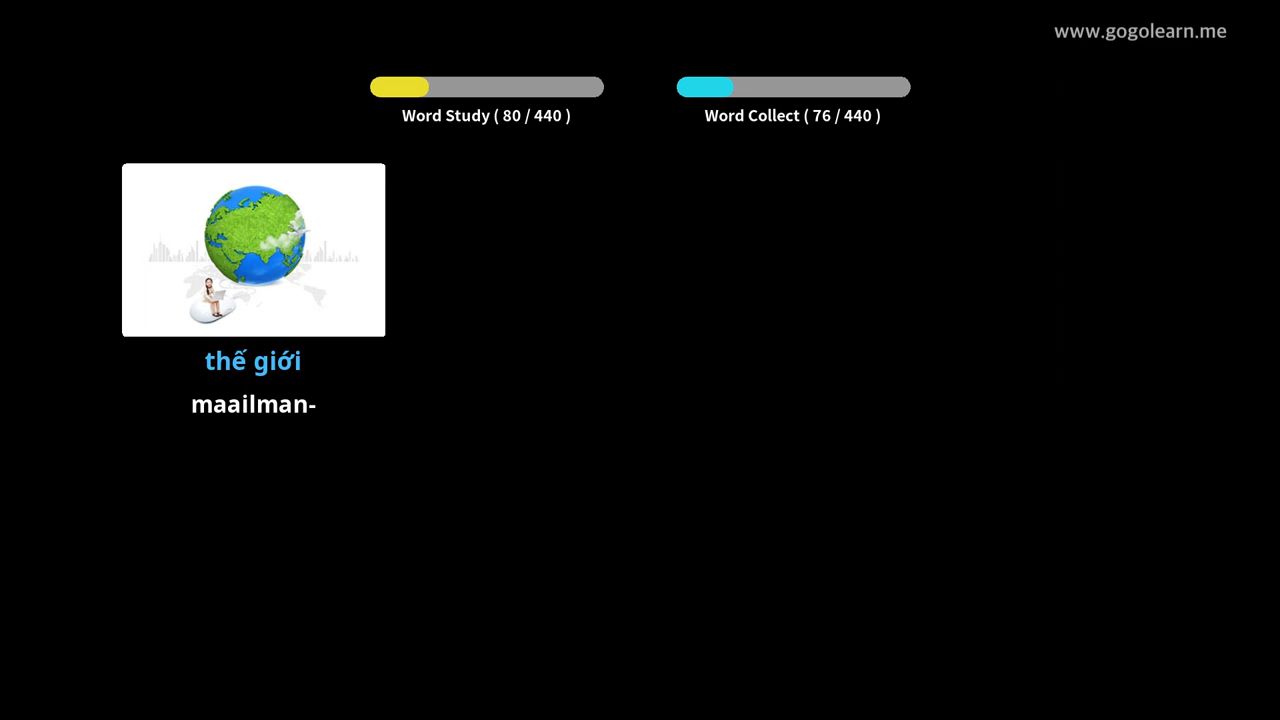 www.gogolearn.me
Word Study ( 80 / 440 )
Word Collect ( 76 / 440 )
thế giới
maailman-